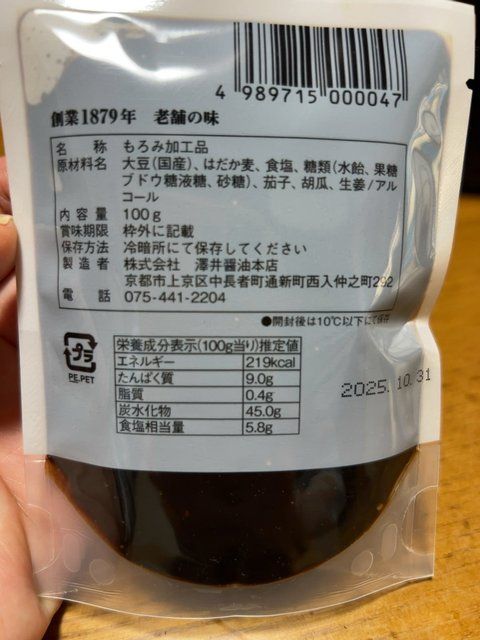 4 989715 000047
創業1879年 老舗の味
名称 もろみ加工品
原材料名 大豆(国産)、はだか麦、食塩、糖類(水飴、果糖
ブドウ糖液糖、砂糖)、茄子、胡瓜、生姜/アル
コール
内容量 100g
賞味期限 枠外に記載
保存方法 冷暗所にて保存してください
製造者 株式会社 澤井醤油本店
京都市上京区中長者町通新町西入仲之町292
電話 075-441-2204
●開封後は10℃以下にて保存
プラ
PE.PET
栄養成分表示(100g当り)推定値
エネルギー 219kcal
たんぱく質 9.0g
脂質 0.4g
炭水化物 45.0g
食塩相当量 5.8g
2025.10.31